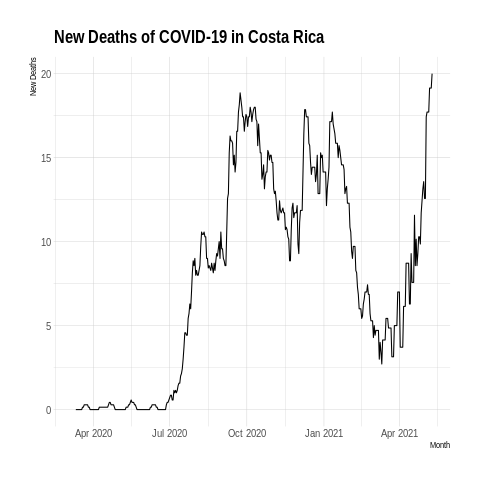 New Deaths of COVID-19 in Costa Rica
New Deaths
20
15
10
5
0
Apr 2020
Jul 2020
Oct 2020
Jan 2021
Apr 2021
Month